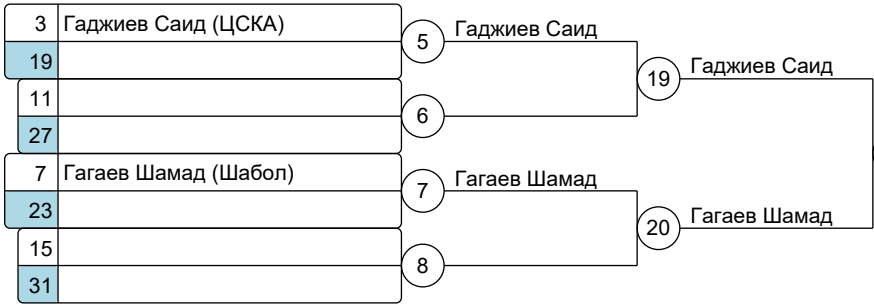 3 Гаджиев Саид (ЦСКА)
5 Гаджиев Саид
19
19 Гаджиев Саид
11
6
27
7 Гагаев Шамад (Шабол)
7 Гагаев Шамад
23
20 Гагаев Шамад
15
8
31